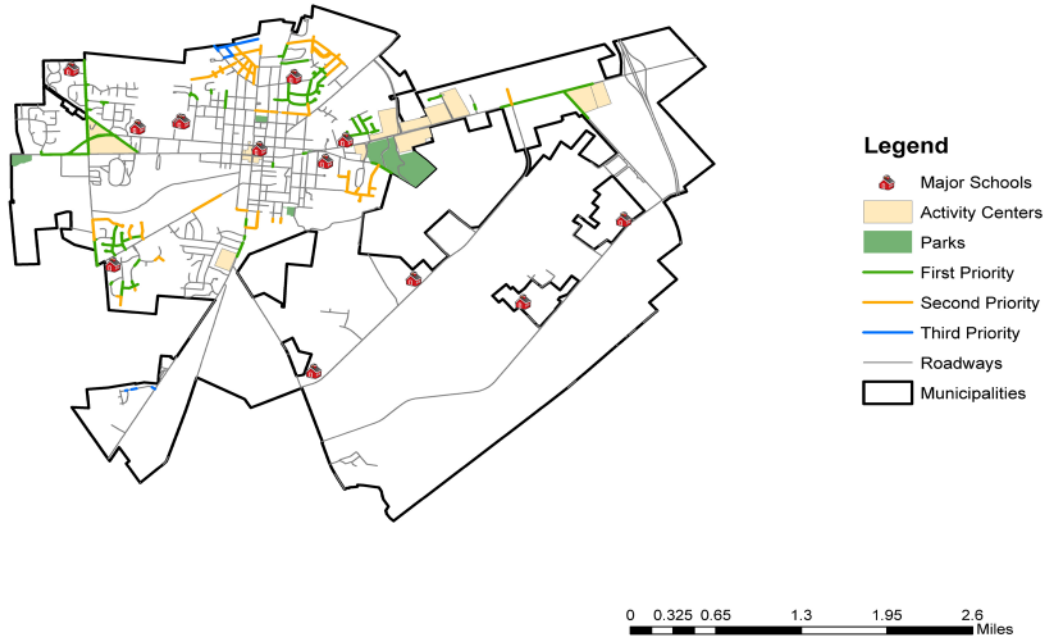 Legend
Major Schools
Activity Centers
Parks
First Priority
Second Priority
Third Priority
Roadways
Municipalities
0 0.325 0.65 1.3 1.95 2.6
Miles